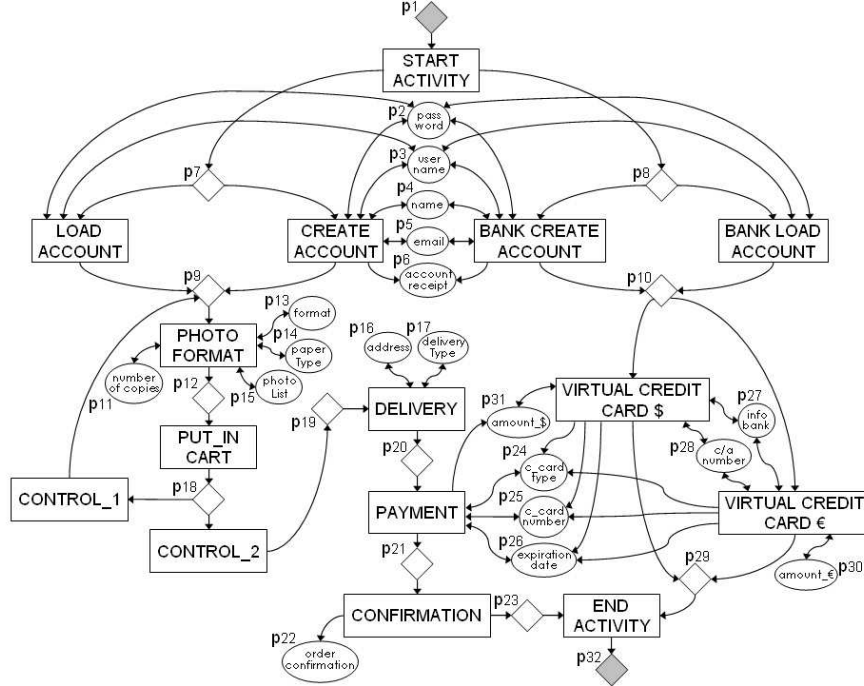 p1
START
ACTIVITY
p2
pass
word
p3
user
name
p7
p8
p4
name
LOAD
ACCOUNT
CREATE
ACCOUNT
p5
email
BANK CREATE
ACCOUNT
BANK LOAD
ACCOUNT
p6
account
receipt
p9
p10
p13
format
p14
PHOTO
FORMAT
paper
Type
p11
number
of copies
p12
p15
photo
List
p16
address
p17
delivery
Type
p19
DELIVERY
p31
amount_$
VIRTUAL CREDIT
CARD $
p27
info
bank
p28
c/a
number
PUT_IN
CART
p20
p24
c_card
Type
CONTROL_1
p18
PAYMENT
p25
c_card
number
VIRTUAL CREDIT
CARD €
CONTROL_2
p21
p26
expiration
date
p29
amount_€
p30
CONFIRMATION
p23
END
ACTIVITY
p22
order
confirmation
p32